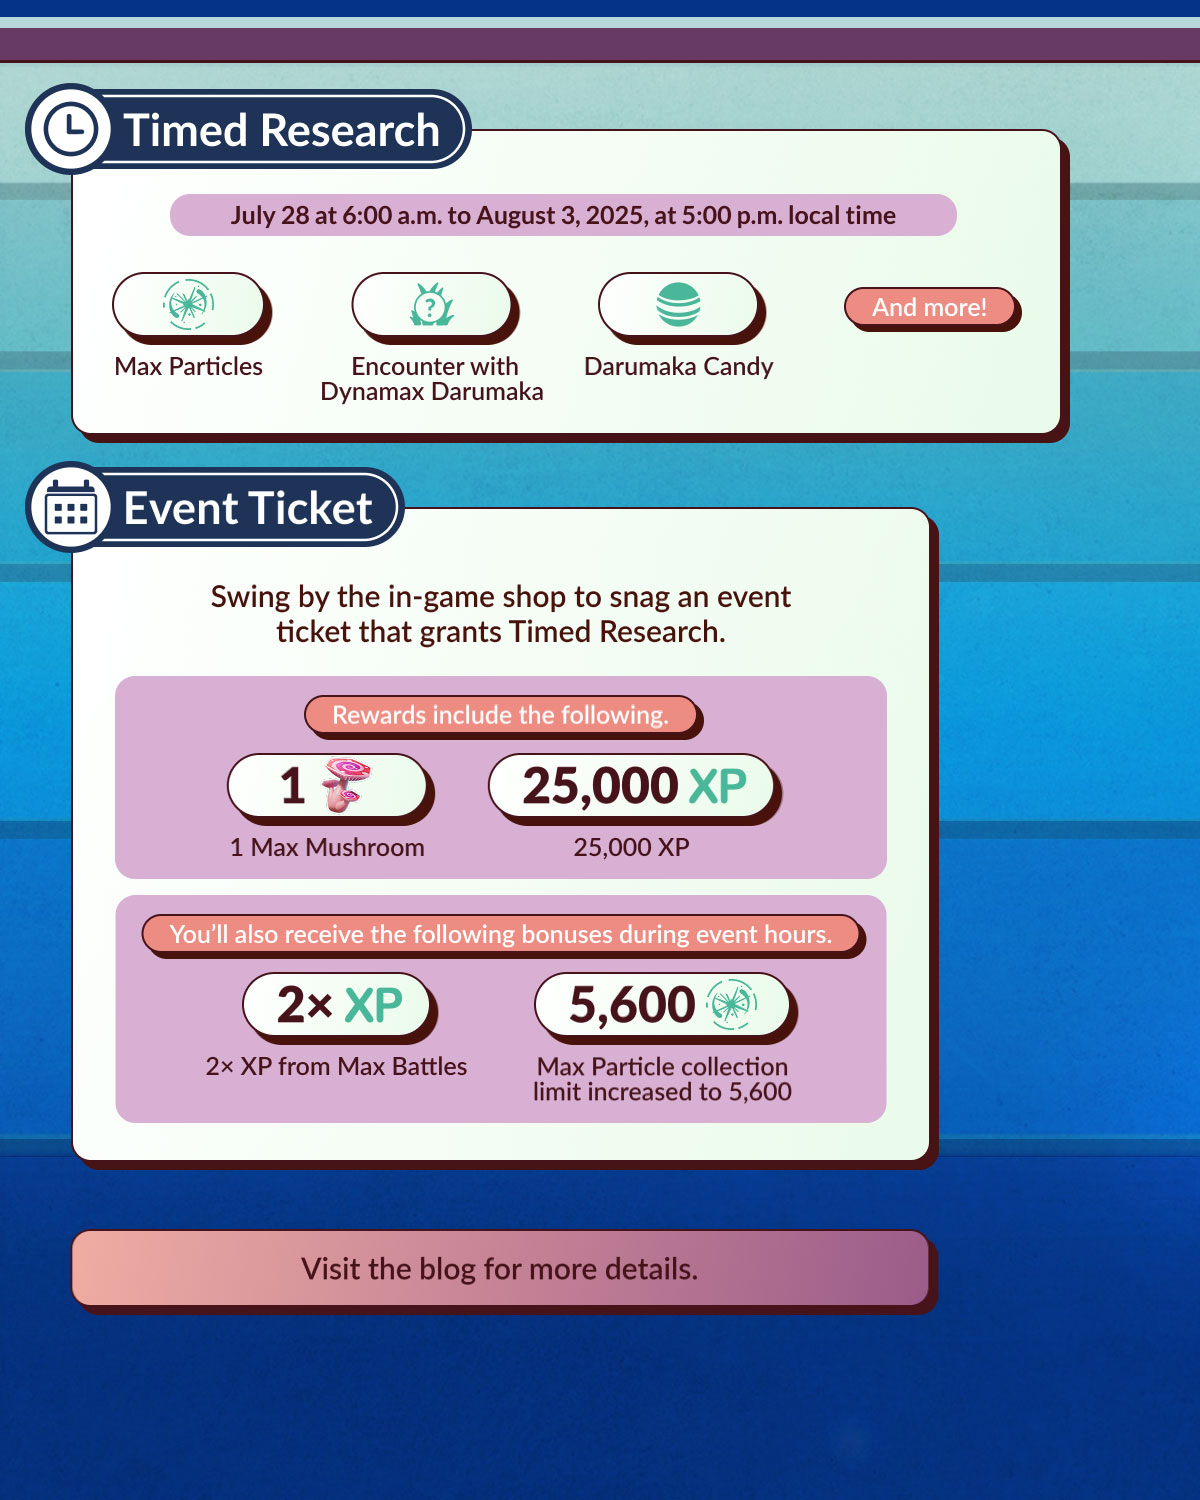 Timed Research
July 28 at 6:00 a.m. to August 3, 2025, at 5:00 p.m. local time
Max Particles
Encounter with
Dynamax Darumaka
Darumaka Candy
And more!
Event Ticket
Swing by the in-game shop to snag an event
ticket that grants Timed Research.
Rewards include the following.
1
1 Max Mushroom
25,000 XP
25,000 XP
You’ll also receive the following bonuses during event hours.
2× XP
2× XP from Max Battles
5,600
Max Particle collection
limit increased to 5,600
Visit the blog for more details.